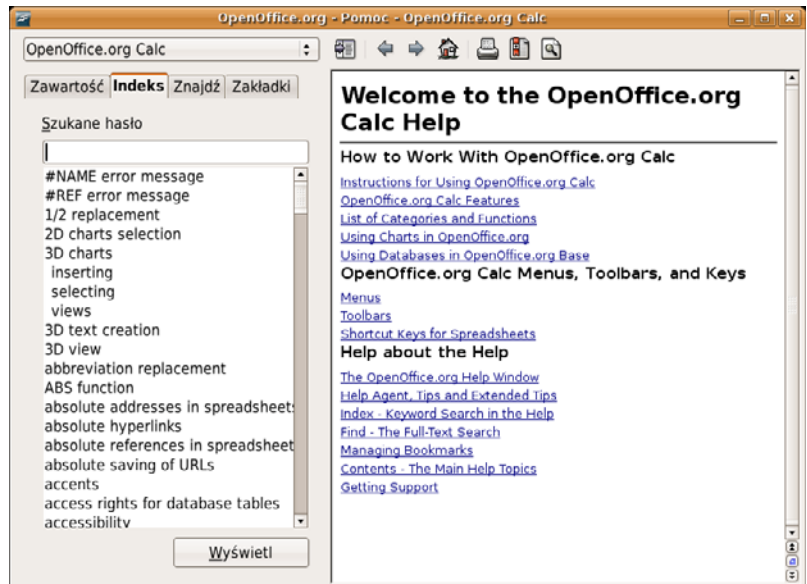 OpenOffice.org - Pomoc - OpenOffice.org Calc
OpenOffice.org Calc
Zawartość Indeks Znajdź Zakładki
Szukane hasło
#NAME error message
#REF error message
1/2 replacement
2D charts selection
3D charts
inserting
selecting
views
3D text creation
3D view
abbreviation replacement
ABS function
absolute addresses in spreadsheets
absolute hyperlinks
absolute references in spreadsheet
absolute saving of URLs
accents
access rights for database tables
accessibility
Wyświetl
Welcome to the OpenOffice.org
Calc Help
How to Work With OpenOffice.org Calc
Instructions for Using OpenOffice.org Calc
OpenOffice.org Calc Features
List of Categories and Functions
Using Charts in OpenOffice.org
Using Databases in OpenOffice.org Base
OpenOffice.org Calc Menus, Toolbars, and Keys
Menus
Toolbars
Shortcut Keys for Spreadsheets
Help about the Help
The OpenOffice.org Help Window
Help Agent, Tips and Extended Tips
Index - Keyword Search in the Help
Find - The Full-Text Search
Managing Bookmarks
Contents - The Main Help Topics
Getting Support